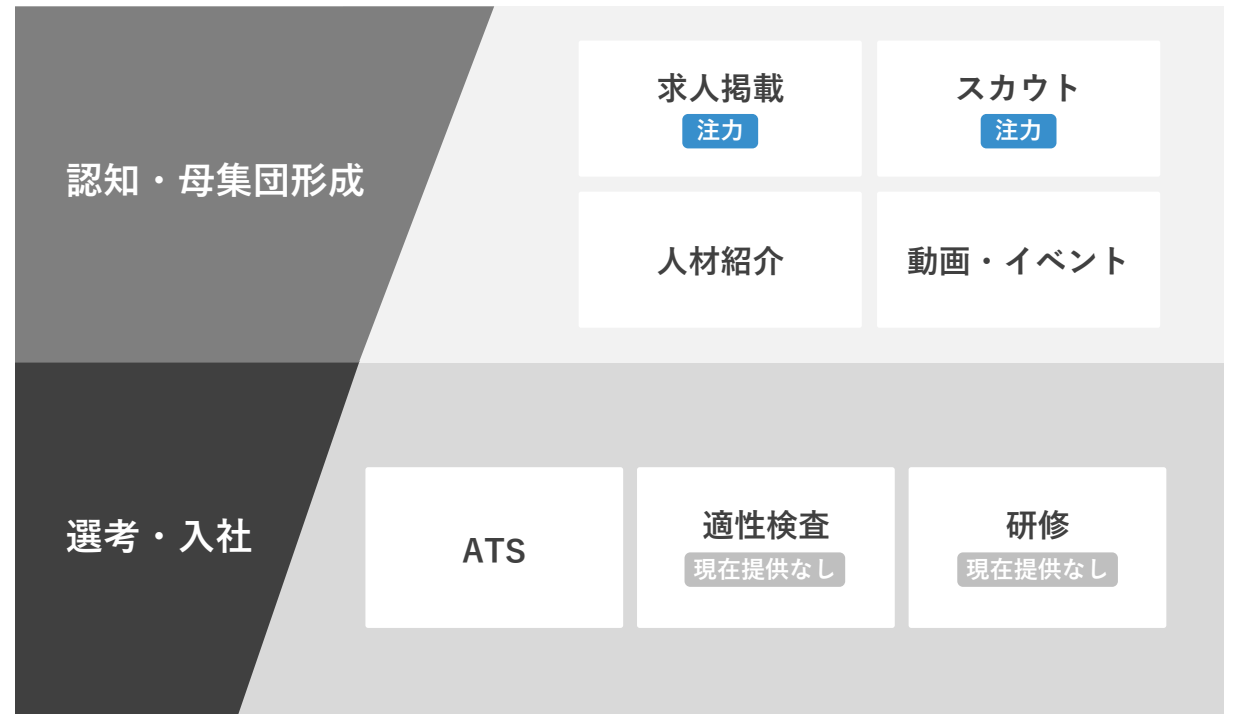 認知・母集団形成
求人掲載
注力
スカウト
注力
人材紹介
動画・イベント
選考・入社
ATS
適性検査
現在提供なし
研修
現在提供なし